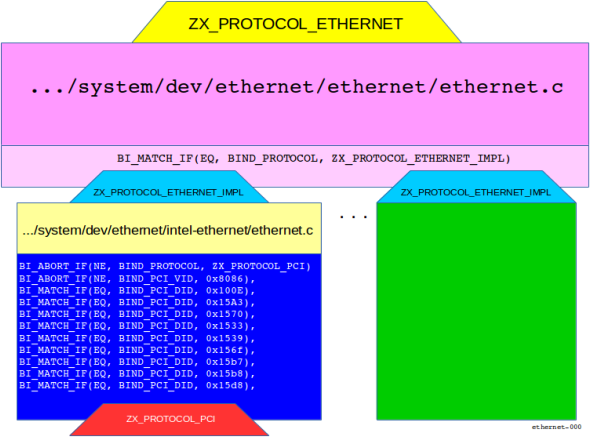 ZX_PROTOCOL_ETHERNET
.../system/dev/ethernet/ethernet/ethernet.c
BI_MATCH_IF(EQ, BIND_PROTOCOL, ZX_PROTOCOL_ETHERNET_IMPL)
ZX_PROTOCOL_ETHERNET_IMPL
ZX_PROTOCOL_ETHERNET_IMPL
...
.../system/dev/ethernet/intel-ethernet/ethernet.c
BI_ABORT_IF(NE, BIND_PROTOCOL, ZX_PROTOCOL_PCI)
BI_ABORT_IF(NE, BIND_PCI_VID, 0x8086),
BI_MATCH_IF(EQ, BIND_PCI_DID, 0x100E),
BI_MATCH_IF(EQ, BIND_PCI_DID, 0x15A3),
BI_MATCH_IF(EQ, BIND_PCI_DID, 0x1570),
BI_MATCH_IF(EQ, BIND_PCI_DID, 0x1533),
BI_MATCH_IF(EQ, BIND_PCI_DID, 0x1539),
BI_MATCH_IF(EQ, BIND_PCI_DID, 0x156f),
BI_MATCH_IF(EQ, BIND_PCI_DID, 0x15b7),
BI_MATCH_IF(EQ, BIND_PCI_DID, 0x15b8),
BI_MATCH_IF(EQ, BIND_PCI_DID, 0x15d8),
ZX_PROTOCOL_PCI
ethernet-000